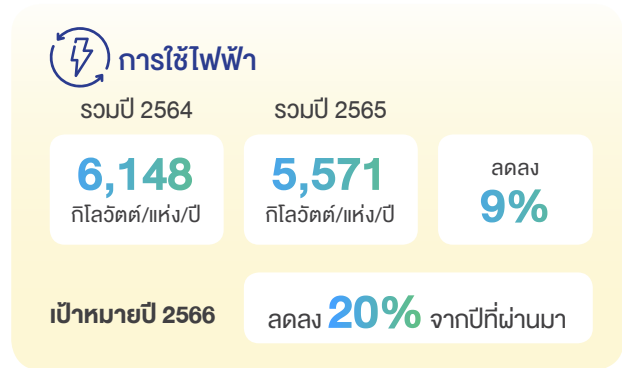 การใช้ไฟฟ้า
รวมปี 2564 รวมปี 2565
6,148 5,571 ลดลง
กิโลวัตต์/แห่ง/ปี กิโลวัตต์/แห่ง/ปี 9%
เป้าหมายปี 2566 ลดลง 20% จากปีที่ผ่านมา